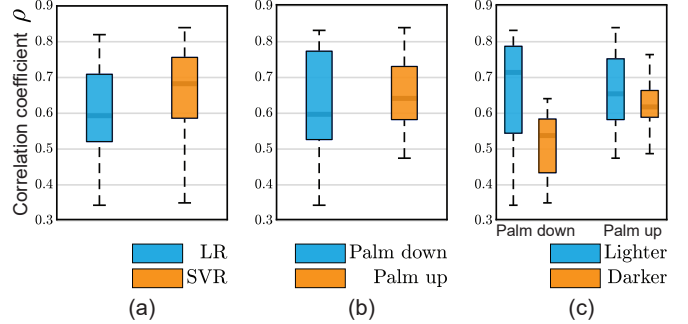 Correlation coefficient ρ
0.9
0.8
0.7
0.6
0.5
0.4
0.3
LR
SVR
(a)
0.9
0.8
0.7
0.6
0.5
0.4
0.3
Palm down
Palm up
(b)
0.9
0.8
0.7
0.6
0.5
0.4
0.3
Palm down Palm up
Lighter
Darker
(c)